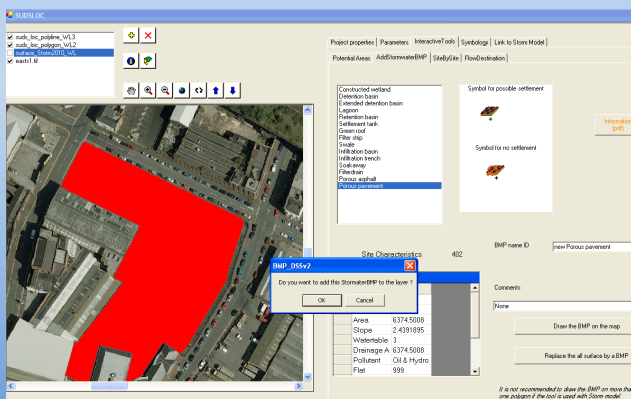 SUDSLOC
suds_loc_polyline_WL3
suds_loc_polygon_WL2
surface_Storm2010_WL
eastc1.tif
Project properties Parameters InteractiveTools Symbology Link to Storm Model
Potential Areas AddStormwaterBMP SiteBySite FlowDestination
Constructed wetland
Detention basin
Extended detention basin
Lagoon
Retention basin
Settlement tank
Green roof
Filter strip
Swale
Infiltration basin
Infiltration trench
Soakaway
Filterdrain
Porous asphalt
Porous pavement
Symbol for possible settlement
Symbol for no settlement
Information
(pdf)
Site Characteristics 402
BMP name ID new Porous pavement
BMP_DSSv2
Do you want to add this StormaterBMP to the layer ?
OK Cancel
Comments
None
Area 6374.5008
Slope 2.4391895
Watertable 3
Drainage A 6374.5008
Pollutant Oil & Hydro
Flat 999
Draw the BMP on the map
Replace the all surface by a BMP
It is not recommended to draw the BMP on more tha
one polygon if the tool is used with Storm model